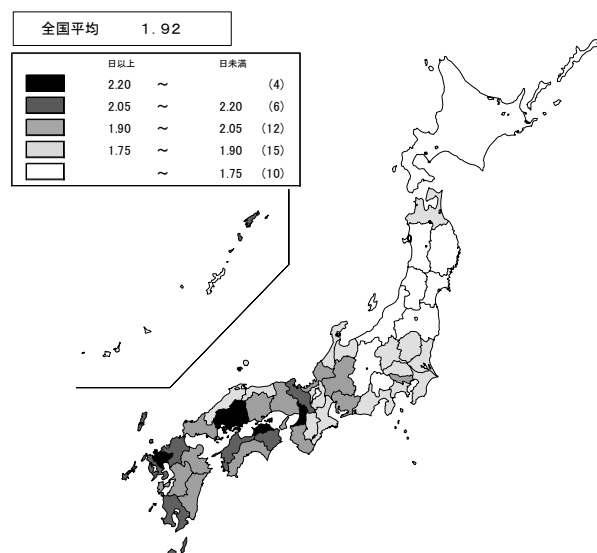 全国平均 1.92
日以上 日未満
2.20 ～ (4)
2.05 ～ 2.20 (6)
1.90 ～ 2.05 (12)
1.75 ～ 1.90 (15)
～ 1.75 (10)